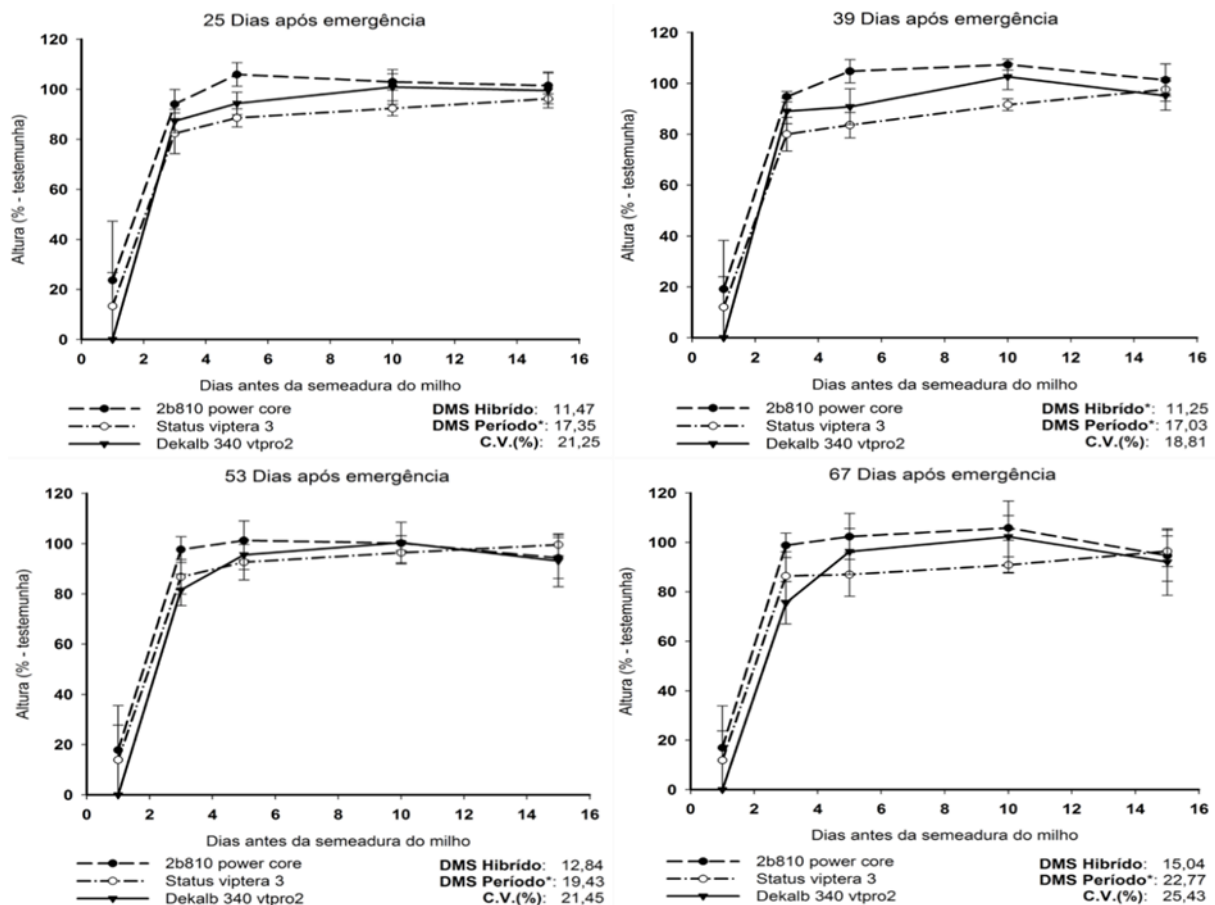 25 Dias após emergência
120
100
80
60
40
20
0
Altura (% - testemunha)
0 2 4 6 8 10 12 14 16
Dias antes da semeadura do milho
2b810 power core
Status viptera 3
Dekalb 340 vtpro2
DMS Hibrído: 11,47
DMS Período*: 17,35
C.V.(%): 21,25
39 Dias após emergência
120
100
80
60
40
20
0
Altura (% - testemunha)
0 2 4 6 8 10 12 14 16
Dias antes da semeadura do milho
2b810 power core
Status viptera 3
Dekalb 340 vtpro2
DMS Hibrído*: 11,25
DMS Período*: 17,03
C.V.(%): 18,81
53 Dias após emergência
120
100
80
60
40
20
0
Altura (% - testemunha)
0 2 4 6 8 10 12 14 16
Dias antes da semeadura do milho
2b810 power core
Status viptera 3
Dekalb 340 vtpro2
DMS Hibrído: 12,84
DMS Período*: 19,43
C.V.(%): 21,45
67 Dias após emergência
120
100
80
60
40
20
0
Altura (% - testemunha)
0 2 4 6 8 10 12 14 16
Dias antes da semeadura do milho
2b810 power core
Status viptera 3
Dekalb 340 vtpro2
DMS Hibrído: 15,04
DMS Período*: 22,77
C.V.(%): 25,43